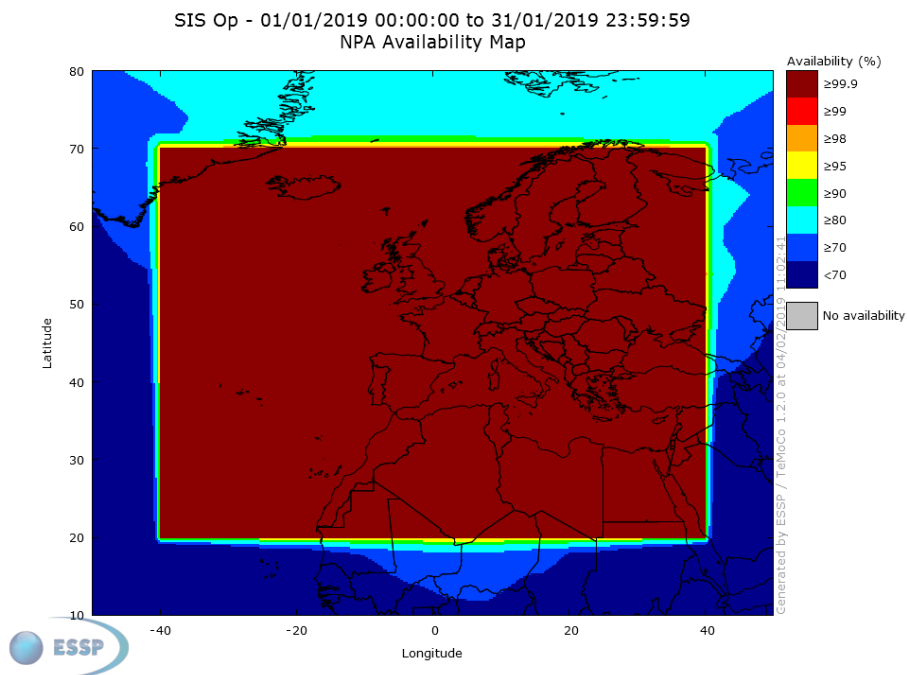 SIS Op - 01/01/2019 00:00:00 to 31/01/2019 23:59:59
NPA Availability Map
Availability (%)
≥99.9
≥99
≥98
≥95
≥90
≥80
≥70
<70
No availability
80
70
60
50
40
30
20
10
Latitude
-40
-20
0
20
40
Longitude
Generated by ESSP / TeMoCo 1.2.0 at 04/02/2019 11:02:41
ESSP